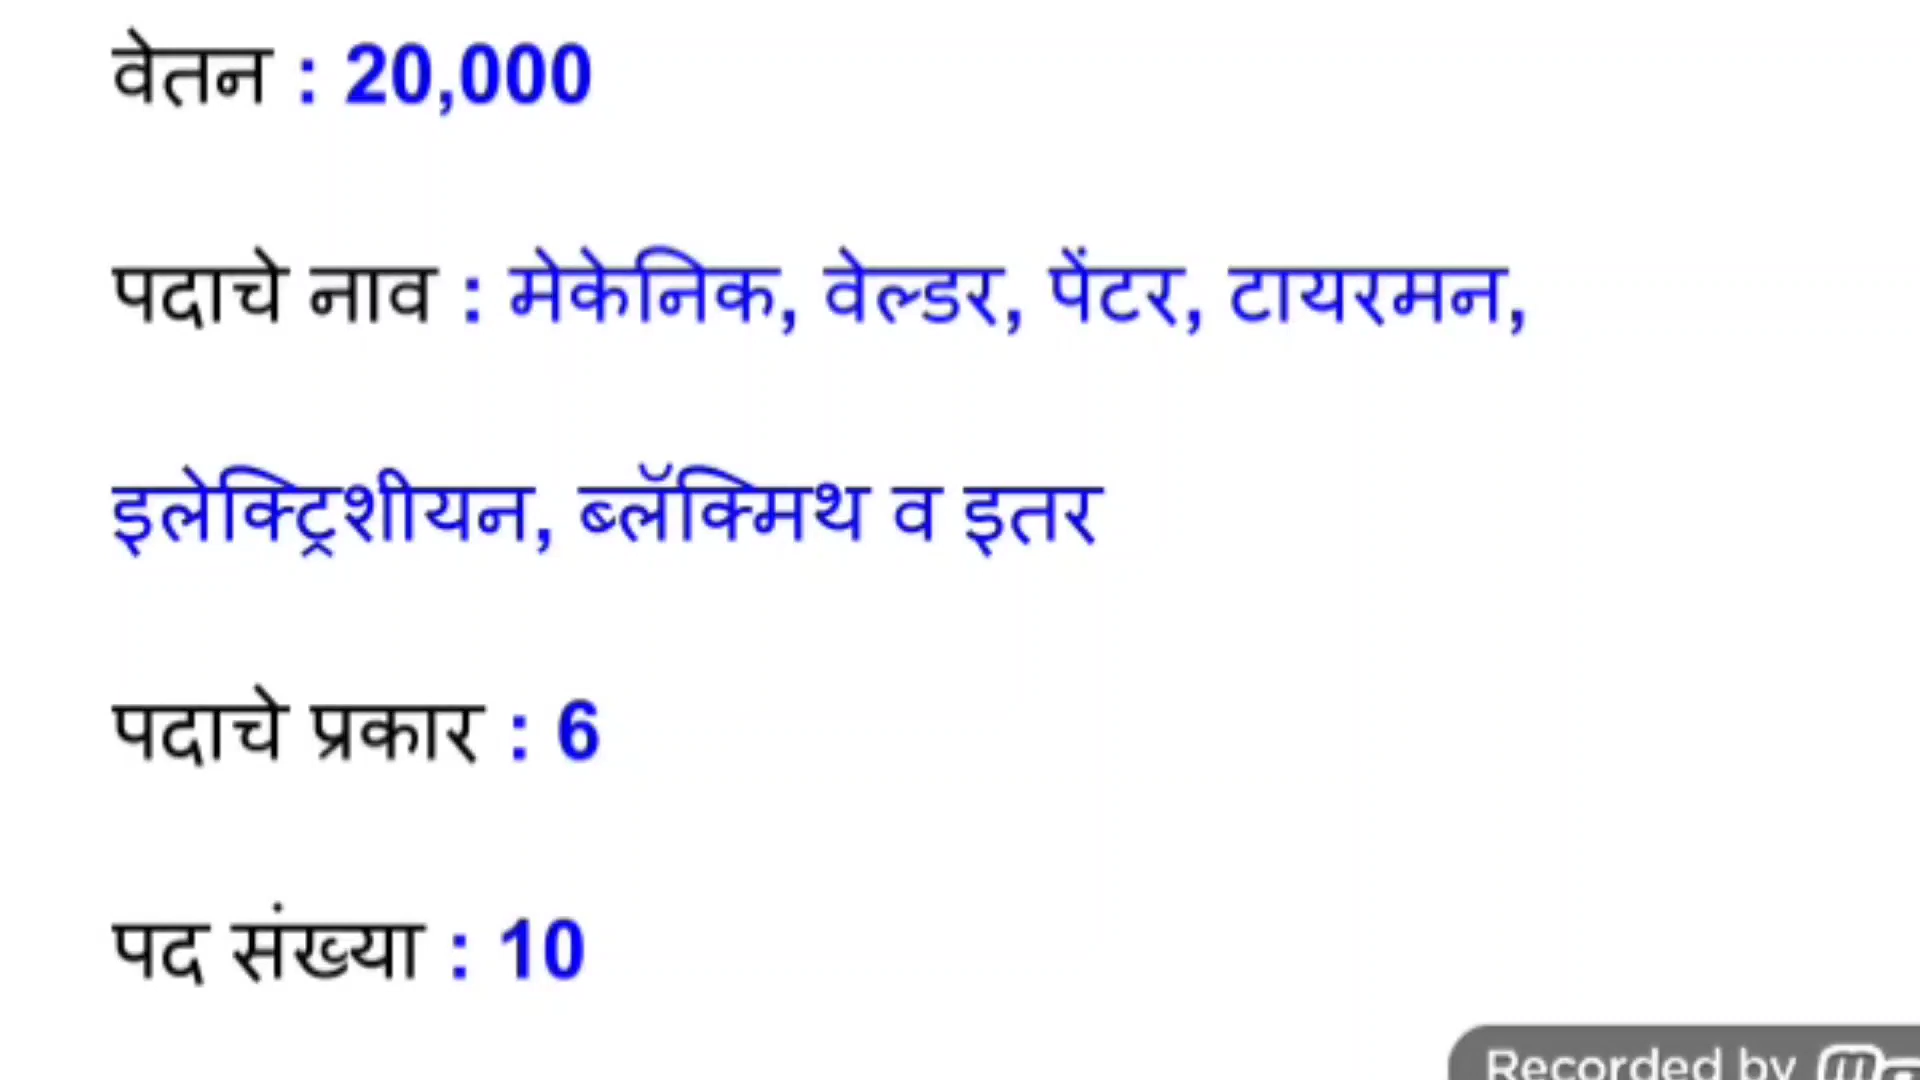 वेतन : 20,000
पदाचे नाव : मेकेनिक, वेल्डर, पेंटर, टायरमन,
इलेक्ट्रिशीयन, ब्लॅक्मिथ व इतर
पदाचे प्रकार : 6
पद संख्या : 10
Recorded by